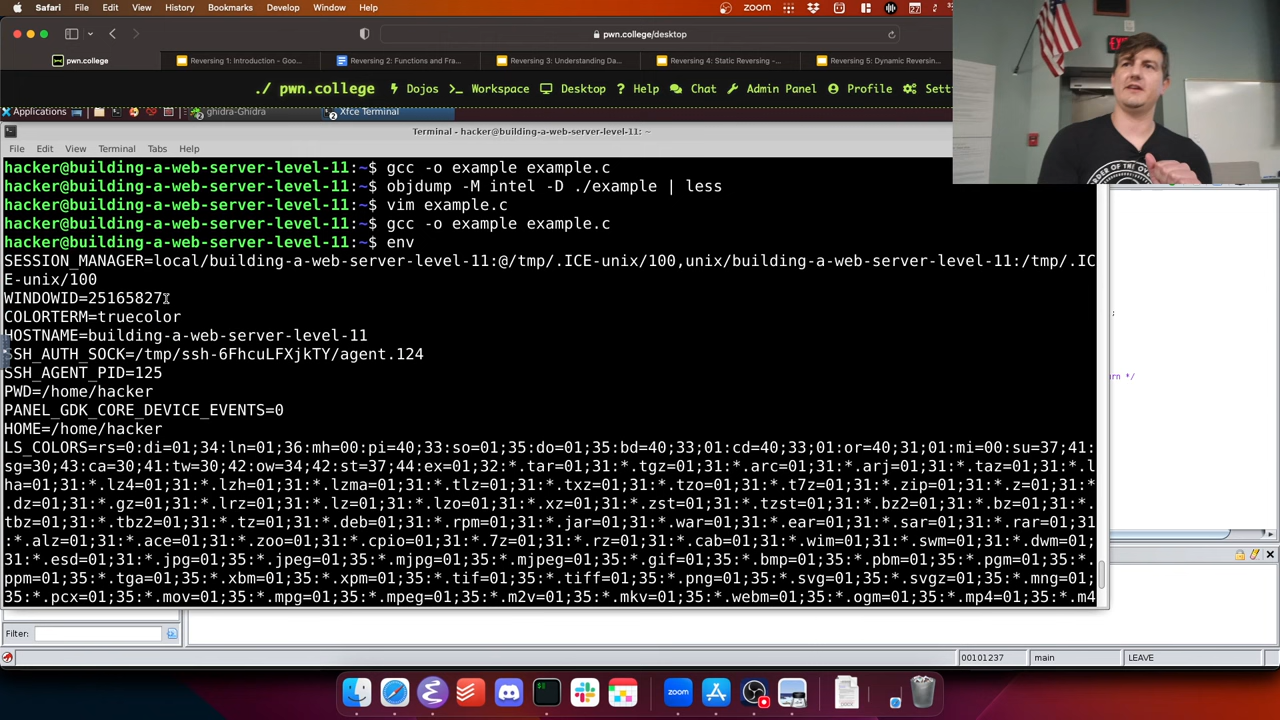 Safari File Edit View History Bookmarks Develop Window Help
zoom
27
pwn.college/desktop
pwn.college
Reversing 1: Introduction - Goo...
Reversing 2: Functions and Fra...
Reversing 3: Understanding Da...
Reversing 4: Static Reversing -...
Reversing 5: Dynamic Reversin...
./ pwn.college Dojos Workspace Desktop Help Chat Admin Panel Profile Sett
EXIT
Applications ghidra-Ghidra Xfce Terminal
Terminal - hacker@building-a-web-server-level-11: ~
File Edit View Terminal Tabs Help
hacker@building-a-web-server-level-11:~$ gcc -o example example.c
hacker@building-a-web-server-level-11:~$ objdump -M intel -D ./example | less
hacker@building-a-web-server-level-11:~$ vim example.c
hacker@building-a-web-server-level-11:~$ gcc -o example example.c
hacker@building-a-web-server-level-11:~$ env
SESSION_MANAGER=local/building-a-web-server-level-11:@/tmp/.ICE-unix/100,unix/building-a-web-server-level-11:/tmp/.IC
E-unix/100
WINDOWID=25165827
COLORTERM=truecolor
HOSTNAME=building-a-web-server-level-11
SSH_AUTH_SOCK=/tmp/ssh-6FhcuLFXjkTY/agent.124
SSH_AGENT_PID=125
PWD=/home/hacker
PANEL_GDK_CORE_DEVICE_EVENTS=0
HOME=/home/hacker
LS_COLORS=rs=0:di=01;34:ln=01;36:mh=00:pi=40;33:so=01;35:do=01;35:bd=40;33;01:cd=40;33;01:or=40;31;01:mi=00:su=37;41:
sg=30;43:ca=30;41:tw=30;42:ow=34;42:st=37;44:ex=01;32:*.tar=01;31:*.tgz=01;31:*.arc=01;31:*.arj=01;31:*.taz=01;31:*.l
ha=01;31:*.lz4=01;31:*.lzh=01;31:*.lzma=01;31:*.tlz=01;31:*.txz=01;31:*.tzo=01;31:*.t7z=01;31:*.zip=01;31:*.z=01;31:*
.dz=01;31:*.gz=01;31:*.lrz=01;31:*.lz=01;31:*.lzo=01;31:*.xz=01;31:*.zst=01;31:*.tzst=01;31:*.bz2=01;31:*.bz=01;31:*.
tbz=01;31:*.tbz2=01;31:*.tz=01;31:*.deb=01;31:*.rpm=01;31:*.jar=01;31:*.war=01;31:*.ear=01;31:*.sar=01;31:*.rar=01;31
:*.alz=01;31:*.ace=01;31:*.zoo=01;31:*.cpio=01;31:*.7z=01;31:*.rz=01;31:*.cab=01;31:*.wim=01;31:*.swm=01;31:*.dwm=01;
31:*.esd=01;31:*.jpg=01;35:*.jpeg=01;35:*.mjpg=01;35:*.mjpeg=01;35:*.gif=01;35:*.bmp=01;35:*.pbm=01;35:*.pgm=01;35:*.
ppm=01;35:*.tga=01;35:*.xbm=01;35:*.xpm=01;35:*.tif=01;35:*.tiff=01;35:*.png=01;35:*.svg=01;35:*.svgz=01;35:*.mng=01;
35:*.pcx=01;35:*.mov=01;35:*.mpg=01;35:*.mpeg=01;35:*.m2v=01;35:*.mkv=01;35:*.webm=01;35:*.ogm=01;35:*.mp4=01;35:*.m4
;
urn */
Filter:
00101237 main LEAVE
zoom